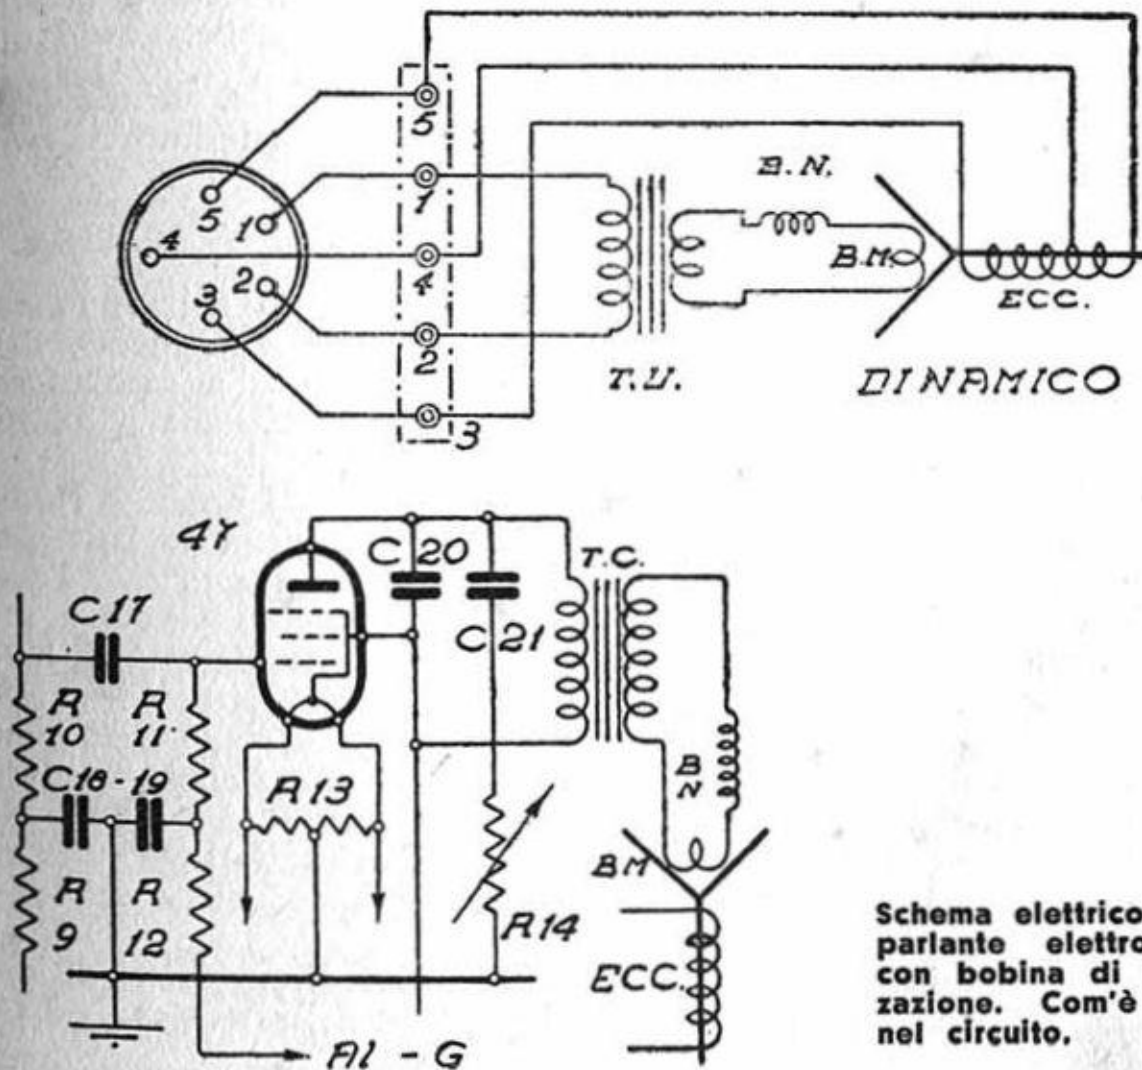 5
1
4
2
3
5
1
4
2
3
B.N.
B.M.
ECC.
T.U.
DINAMICO
47
C 20
T.C.
C 17
C 21
R
10
R
11
B
N
C18-19
R13
BM
R
9
R
12
R14
ECC.
Al - G
Schema elettrico
parlante elettro
con bobina di
zazione. Com'è
nel circuito.